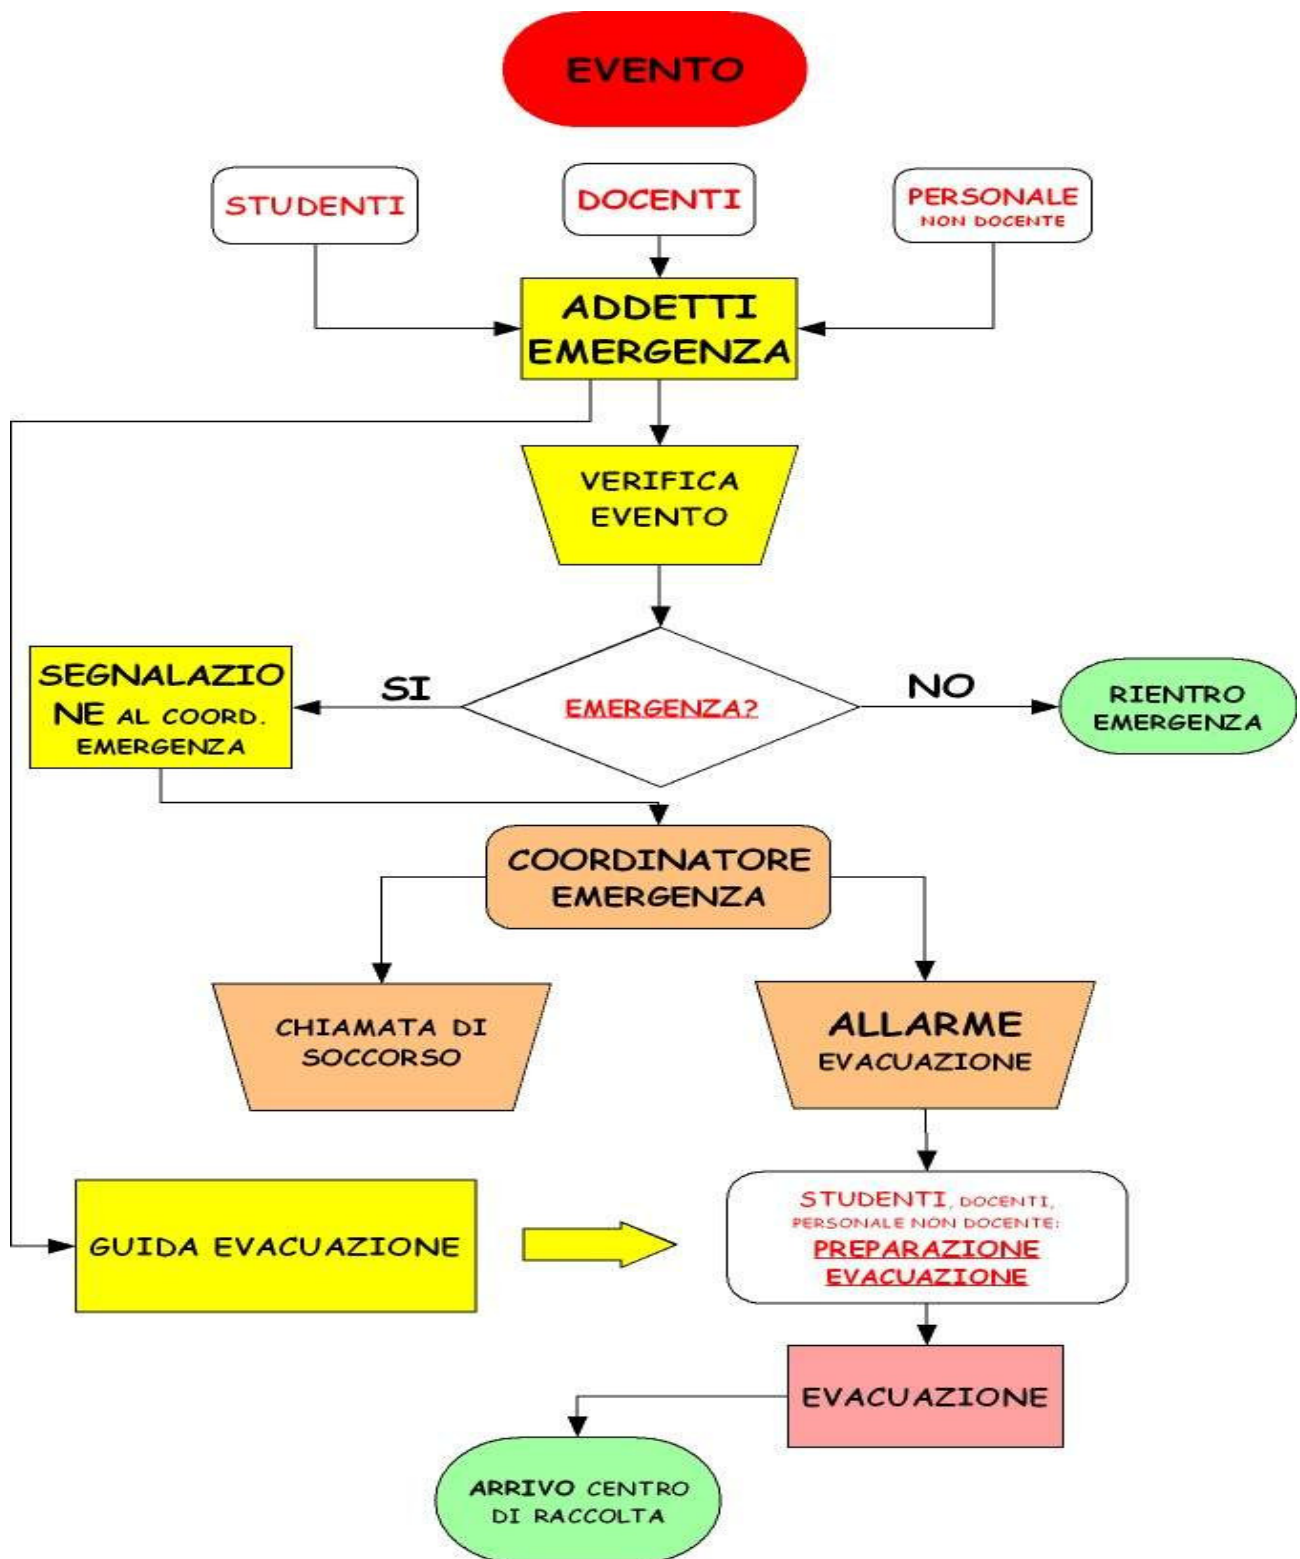 EVENTO
STUDENTI
DOCENTI
PERSONALE
NON DOCENTE
ADDETTI
EMERGENZA
VERIFICA
EVENTO
SEGNALAZIO
NE AL COORD.
EMERGENZA
SI
EMERGENZA?
NO
RIENTRO
EMERGENZA
COORDINATORE
EMERGENZA
CHIAMATA DI
SOCCORSO
ALLARME
EVACUAZIONE
GUIDA EVACUAZIONE
STUDENTI, DOCENTI,
PERSONALE NON DOCENTE:
PREPARAZIONE
EVACUAZIONE
EVACUAZIONE
ARRIVO CENTRO
DI RACCOLTA